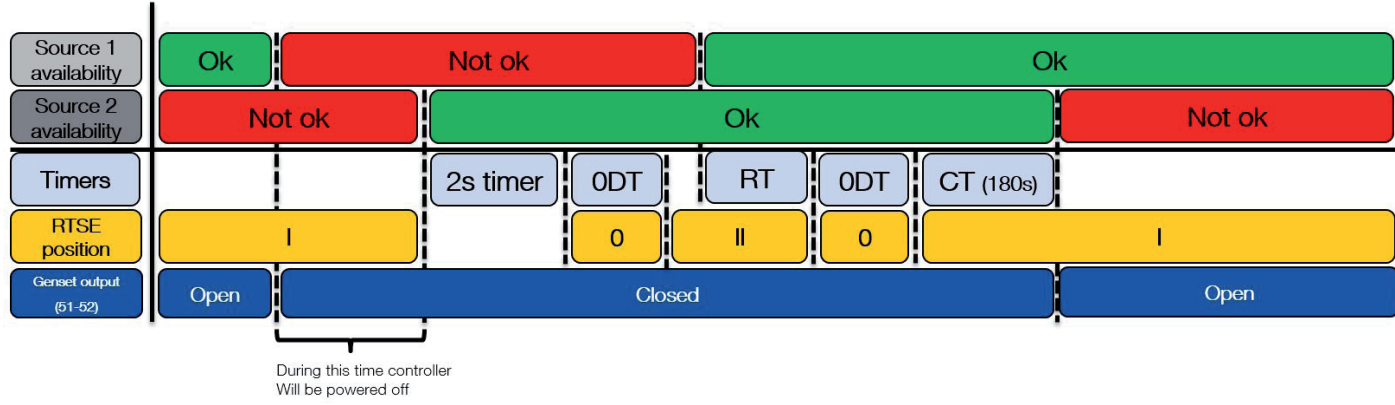 Source 1
availability
Ok
Not ok
Ok
Source 2
availability
Not ok
Ok
Not ok
Timers
2s timer
0DT
RT
0DT
CT (180s)
RTSE
position
I
0
II
0
I
Genset output
(51-52)
Open
Closed
Open
During this time controller
Will be powered off